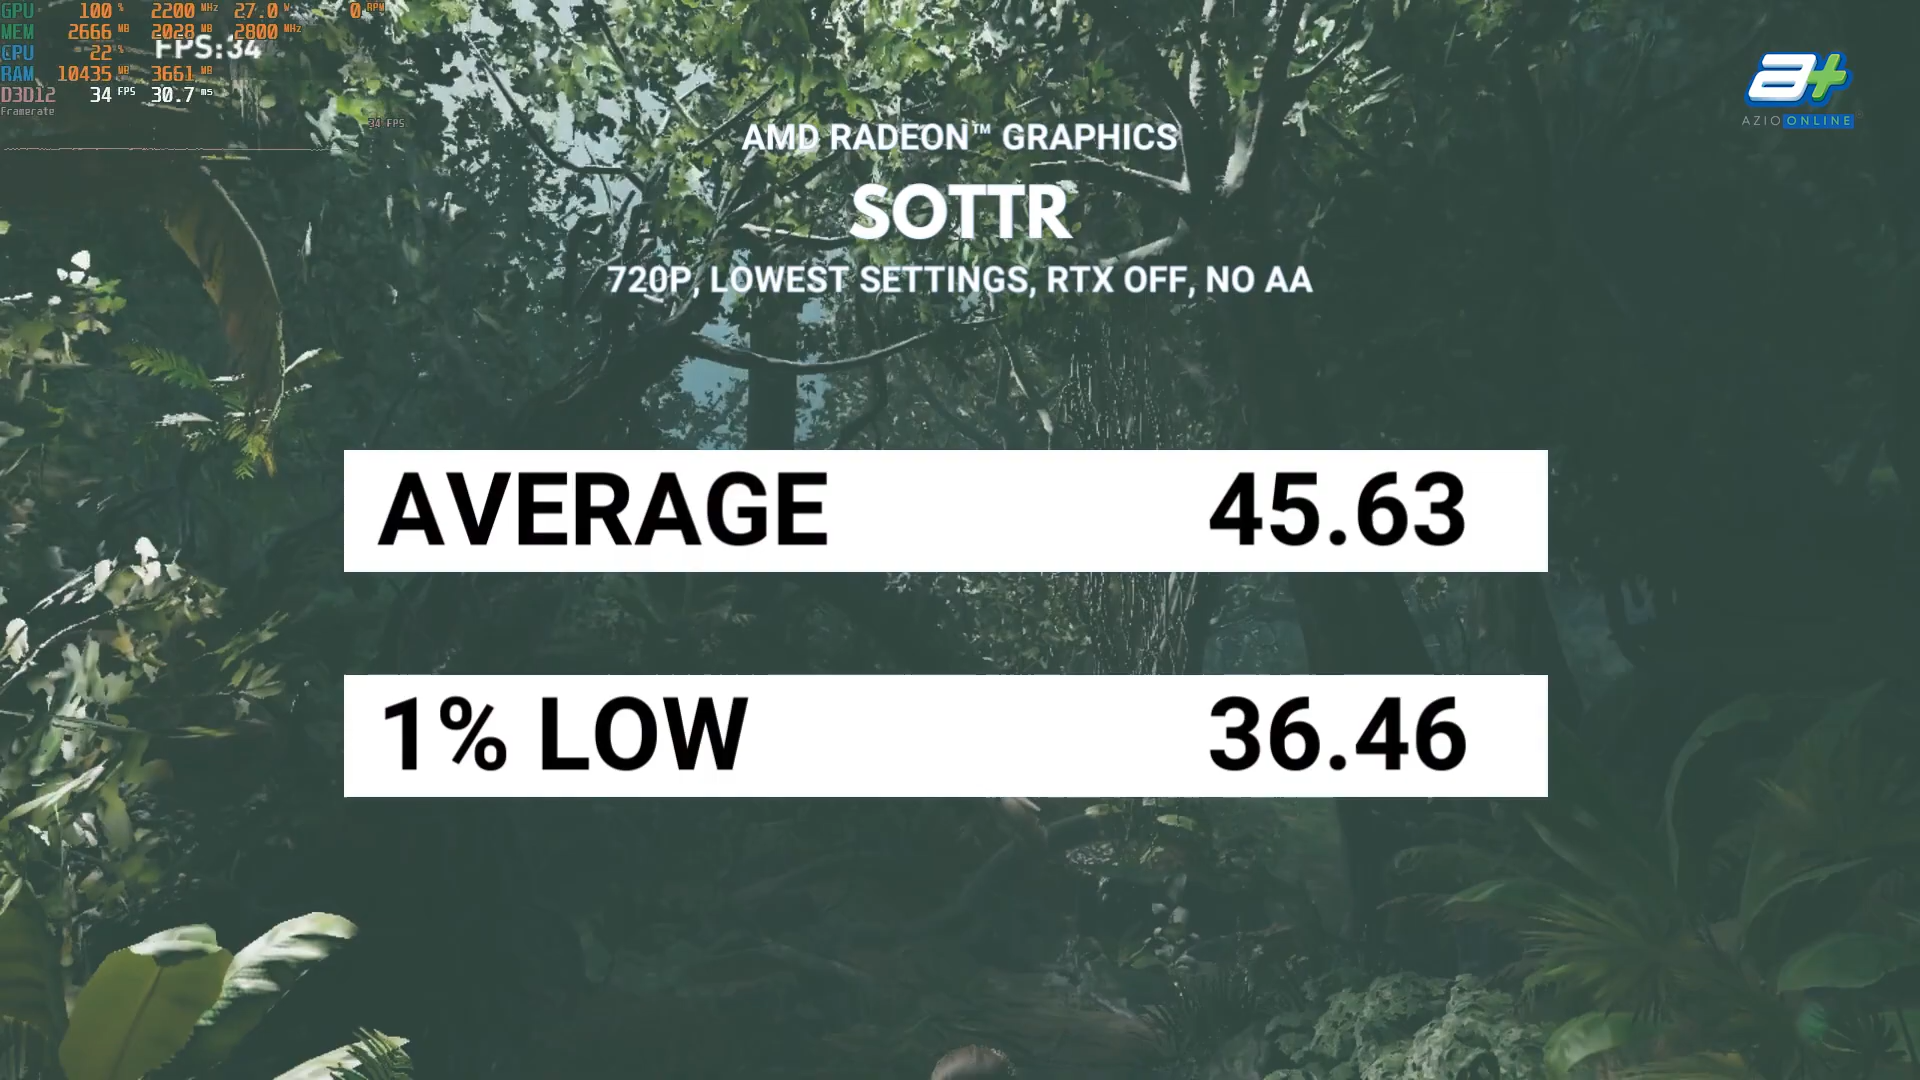 GPU 100 % 2200 MHz 27.0 W 0 RPM
MEM 2666 MB 2028 MB 2800 MHz
FPS:34
CPU 22 %
RAM 10435 MB 3661 MB
D3D12 34 FPS 30.7 ms
Framerate
34 FPS
a+
AZIO ONLINE
AMD RADEON™ GRAPHICS
SOTTR
720P, LOWEST SETTINGS, RTX OFF, NO AA
AVERAGE 45.63
1% LOW 36.46